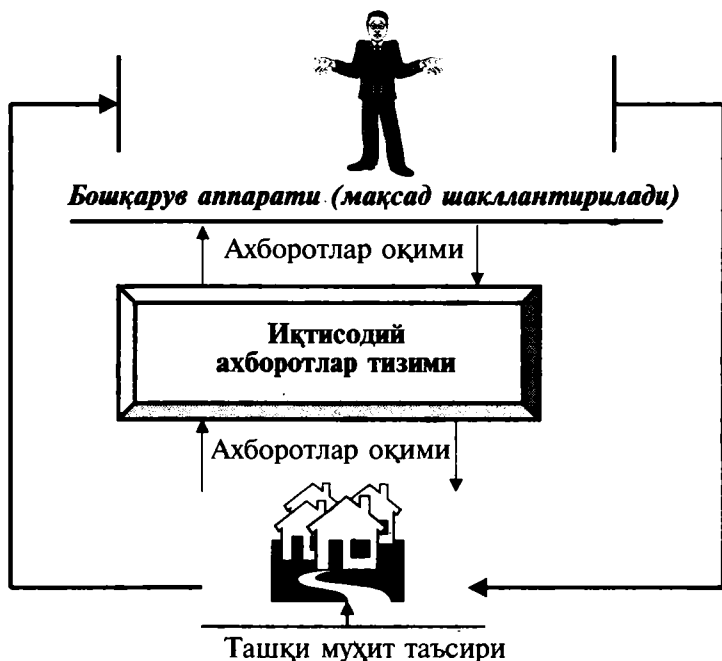 Бошқарув аппарати (мақсад шакллантирилади)
Ахборотлар оқими
Иқтисодий
ахборотлар тизими
Ахборотлар оқими
Ташқи муҳит таъсири